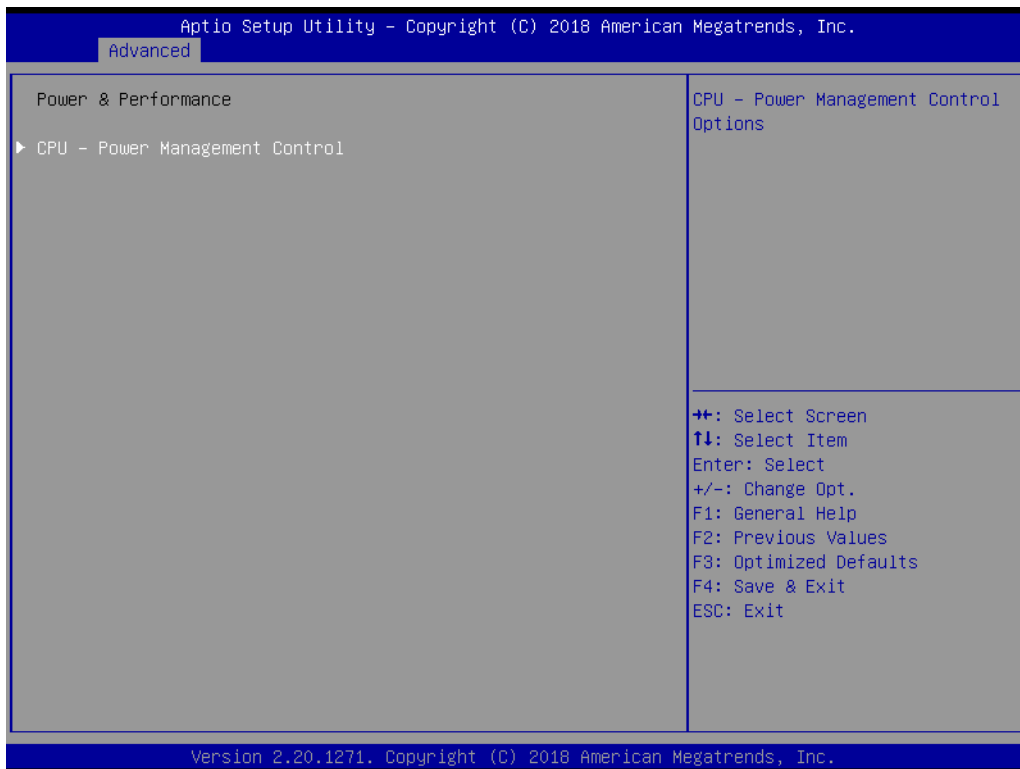 Aptio Setup Utility – Copyright (C) 2018 American Megatrends, Inc.
Advanced
Power & Performance
▶ CPU – Power Management Control
CPU – Power Management Control
Options
→←: Select Screen
↑↓: Select Item
Enter: Select
+/-: Change Opt.
F1: General Help
F2: Previous Values
F3: Optimized Defaults
F4: Save & Exit
ESC: Exit
Version 2.20.1271. Copyright (C) 2018 American Megatrends, Inc.